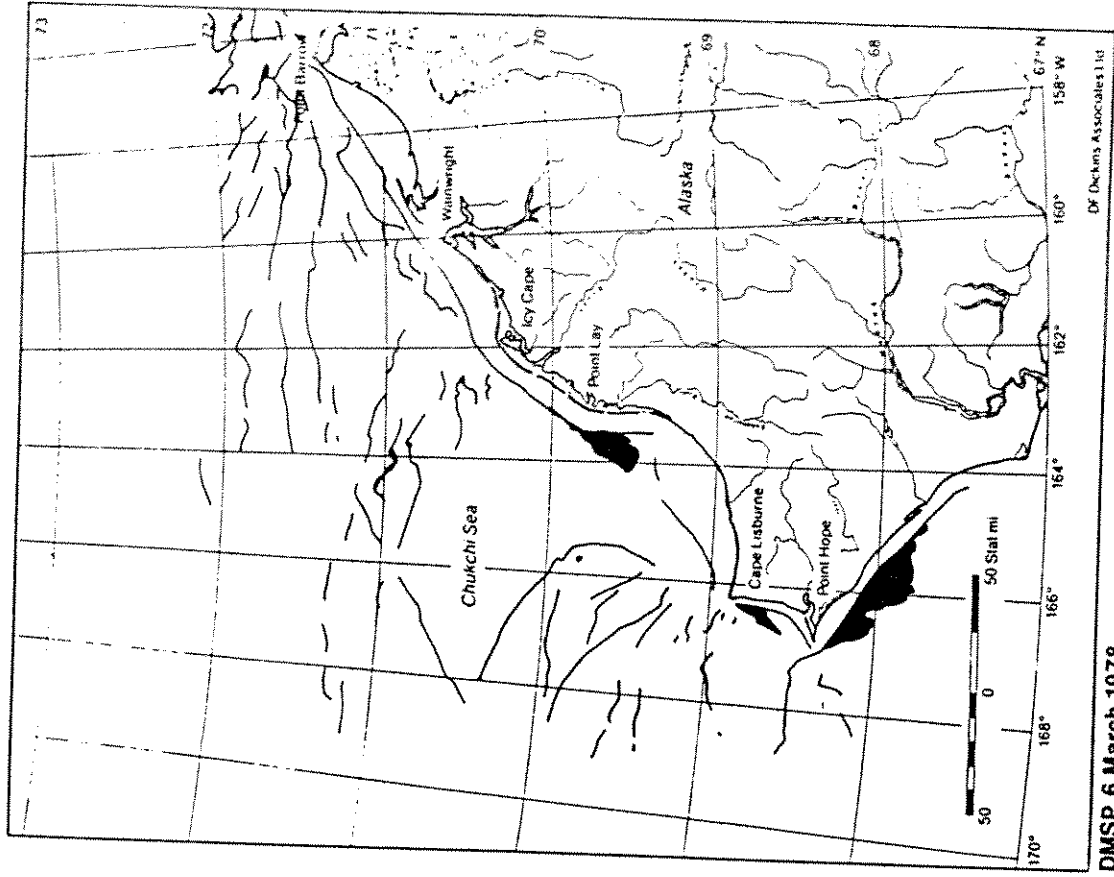 73
72
71
70
69
68
67° N
Point Barrow
Wainwright
Icy Cape
Point Lay
Alaska
Chukchi Sea
Cape Lisburne
Point Hope
50 0 50 Stat mi
170° 168° 166° 164° 162° 160° 158° W
DF Dickins Associates Ltd
DMSP 6 March 1978